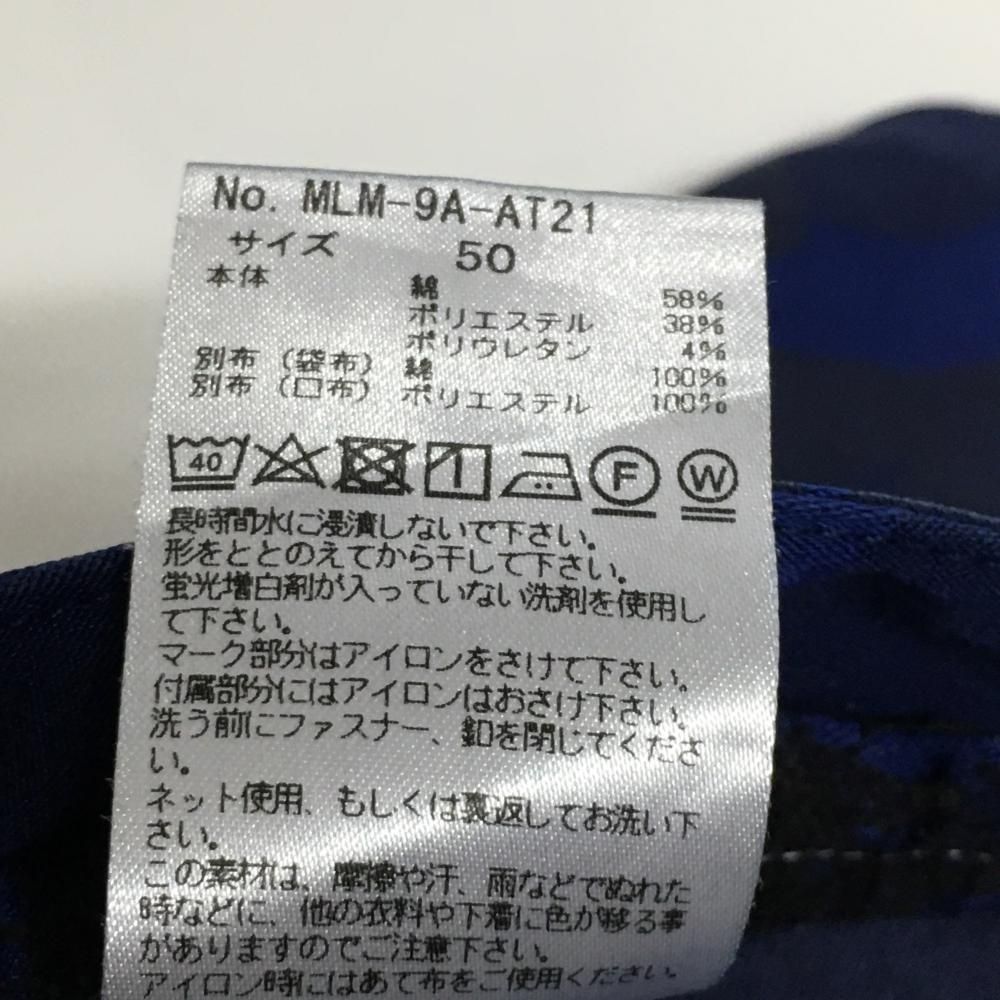 No. MLM-9A-AT21
サイズ 50
本体 綿 58%
ポリエステル 38%
ポリウレタン 4%
別布(袋布) 綿 100%
別布(口布) ポリエステル 100%
40 F W
長時間水に浸漬しないで下さい。
形をととのえてから干して下さい。
蛍光増白剤が入っていない洗剤を使用し
て下さい。
マーク部分はアイロンをさけて下さい。
付属部分にはアイロンはおさけ下さい。
洗う前にファスナー、釦を閉じてくださ
い。
ネット使用、もしくは裏返してお洗い下
さい。
この素材は、摩擦や汗、雨などでぬれた
時などに、他の衣料や下着に色が移る事
がありますのでご注意下さい。
アイロン時にはあて布をご使用ください。